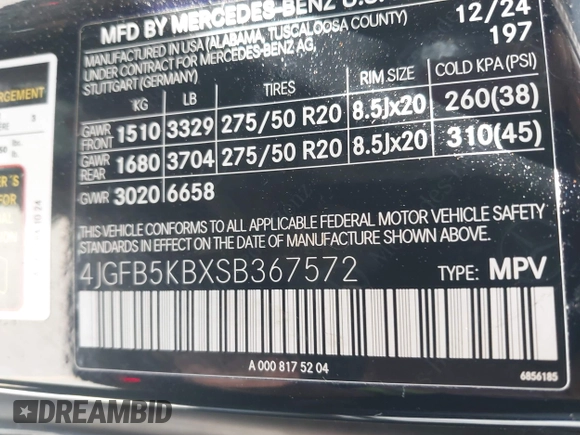 MFD BY MERCEDES-BENZ U.S.
12/24
MANUFACTURED IN USA (ALABAMA, TUSCALOOSA COUNTY)
197
UNDER CONTRACT FOR MERCEDES-BENZ AG,
STUTTGART (GERMANY)
KG LB TIRES RIM SIZE COLD KPA (PSI)
GAWR FRONT 1510 3329 275/50 R20 8.5Jx20 260(38)
GAWR REAR 1680 3704 275/50 R20 8.5Jx20 310(45)
GVWR 3020 6658
THIS VEHICLE CONFORMS TO ALL APPLICABLE FEDERAL MOTOR VEHICLE SAFETY
STANDARDS IN EFFECT ON THE DATE OF MANUFACTURE SHOWN ABOVE.
4JGFB5KBXSB367572 TYPE: MPV
A 000 817 52 04
6856185
DREAMBID